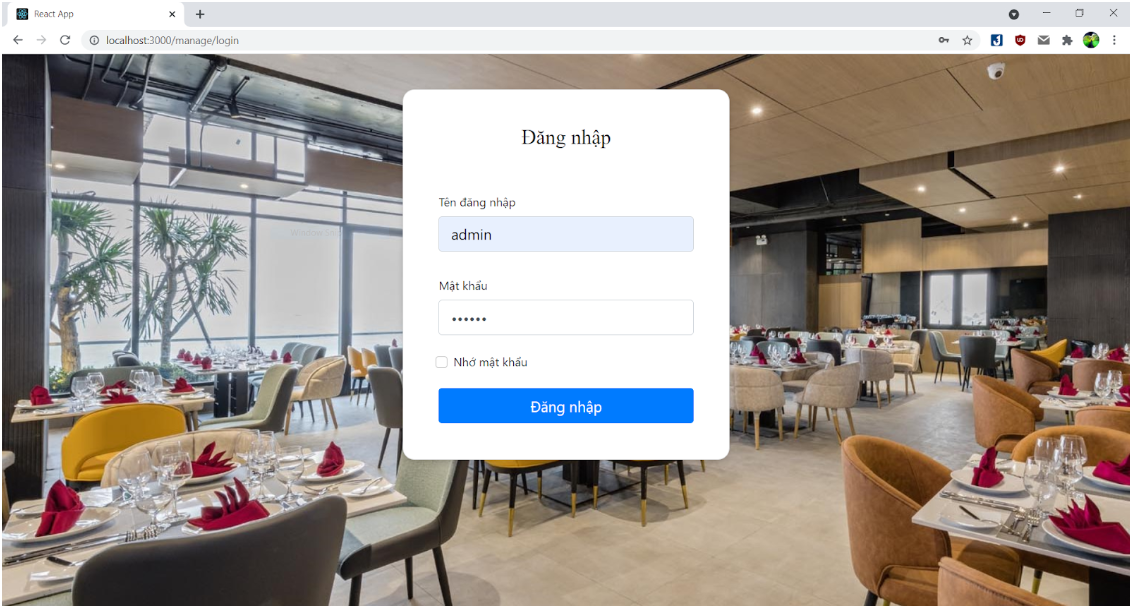 React App
localhost:3000/manage/login
Đăng nhập
Tên đăng nhập
admin
Mật khẩu
••••••
Nhớ mật khẩu
Đăng nhập